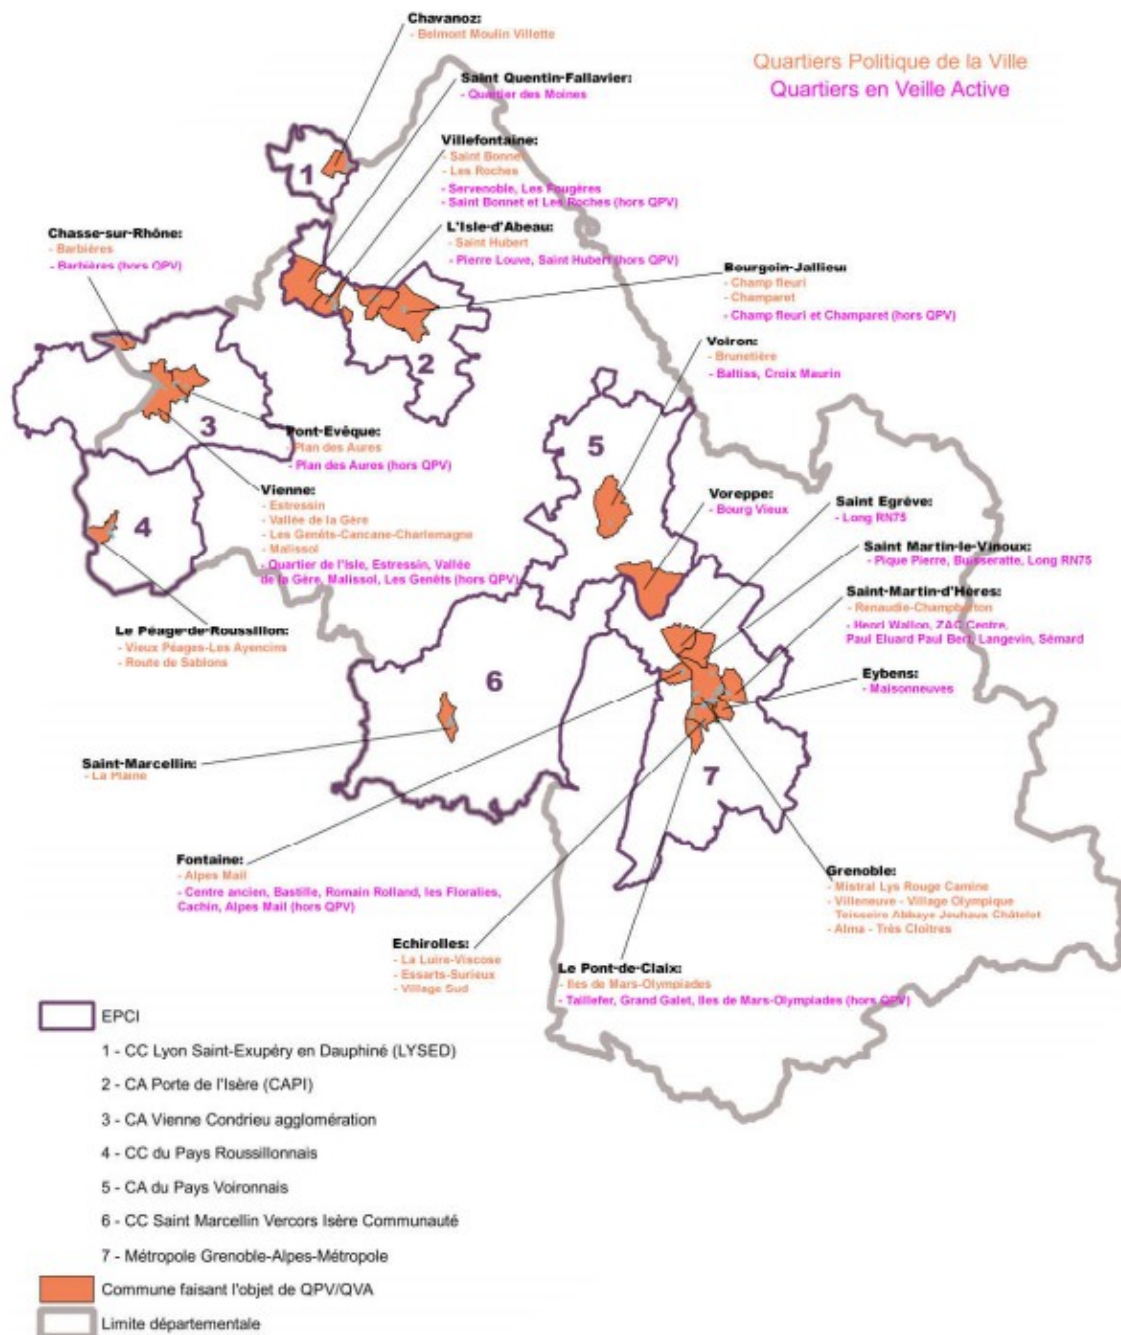 Chavanoz:
- Belmont Moulin Villette
Quartiers Politique de la Ville
Quartiers en Veille Active
Saint Quentin-Fallavier:
- Quartier des Moines
Villefontaine:
- Saint Bonnet
- Les Roches
- Servenoble, Les Fougères
- Saint Bonnet et Les Roches (hors QPV)
1
Chasse-sur-Rhône:
- Barbières
- Barbières (hors QPV)
L'Isle-d'Abeau:
- Saint Hubert
- Pierre Louve, Saint Hubert (hors QPV)
Bourgoin-Jallieu:
- Champ fleuri
- Champaret
- Champ fleuri et Champaret (hors QPV)
2
Voiron:
- Brunetière
- Baltiss, Croix Maurin
3
Pont-Evêque:
- Plan des Aures
- Plan des Aures (hors QPV)
5
Vienne:
- Estressin
- Vallée de la Gère
- Les Genêts-Cancane-Charlemagne
- Malissol
- Quartier de l'Isle, Estressin, Vallée
de la Gère, Malissol, Les Genêts (hors QPV)
4
Voreppe:
- Bourg Vieux
Saint Egrève:
- Long RN75
Saint Martin-le-Vinoux:
- Pique Pierre, Buisseratte, Long RN75
Saint-Martin-d'Hères:
- Renaudie-Champberton
- Henri Wallon, ZAC Centre,
Paul Eluard Paul Bert, Langevin, Sémard
Le Péage-de-Roussillon:
- Vieux Péages-Les Ayencins
- Route de Sablons
6
Eybens:
- Maisonneuves
Saint-Marcellin:
- La Plaine
7
Fontaine:
- Alpes Mail
- Centre ancien, Bastille, Romain Rolland, les Floralies,
Cachin, Alpes Mail (hors QPV)
Grenoble:
- Mistral Lys Rouge Camine
- Villeneuve - Village Olympique
Teisseire Abbaye Jouhaux Châtelet
- Alma - Très Cloîtres
Echirolles:
- La Luire-Viscose
- Essarts-Surieux
- Village Sud
Le Pont-de-Claix:
- Iles de Mars-Olympiades
- Taillefer, Grand Galet, Iles de Mars-Olympiades (hors QPV)
EPCI
1 - CC Lyon Saint-Exupéry en Dauphiné (LYSED)
2 - CA Porte de l'Isère (CAPI)
3 - CA Vienne Condrieu agglomération
4 - CC du Pays Roussillonnais
5 - CA du Pays Voironnais
6 - CC Saint Marcellin Vercors Isère Communauté
7 - Métropole Grenoble-Alpes-Métropole
Commune faisant l'objet de QPV/QVA
Limite départementale